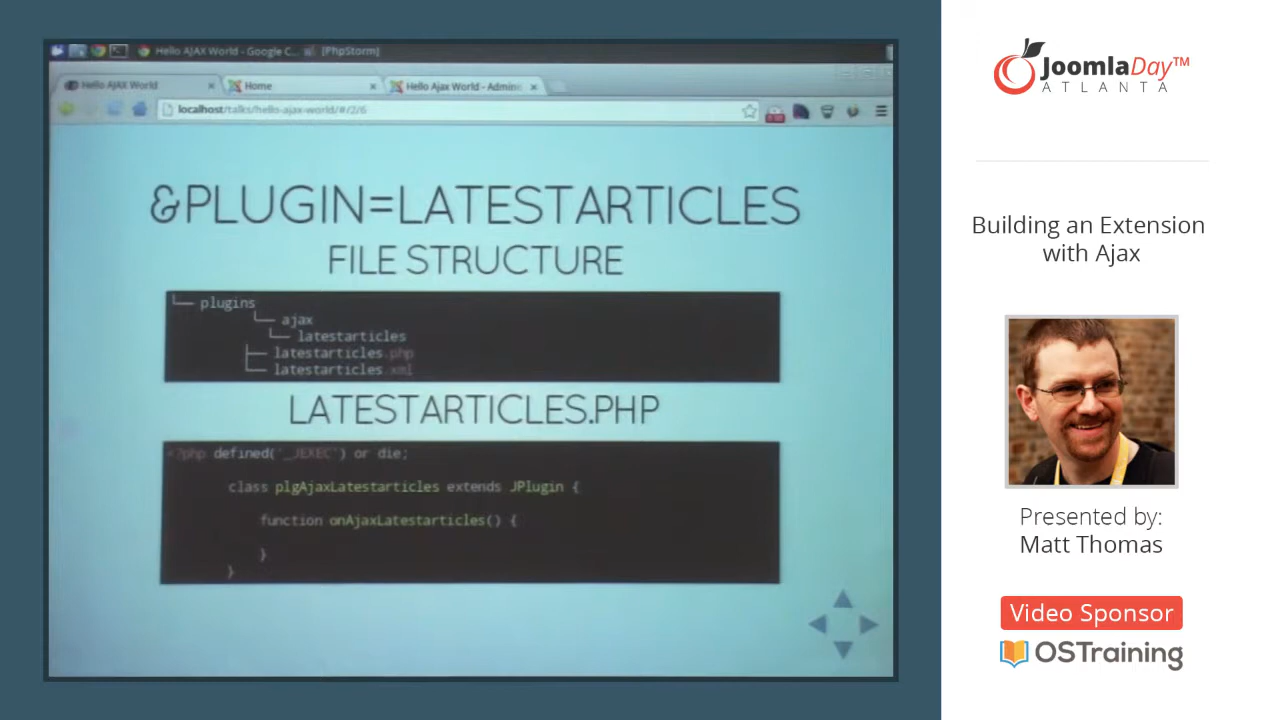 Hello AJAX World - Google C... [PhpStorm]
Hello AJAX World
Home
Hello Ajax World - Admini
localhost/talks/hello-ajax-world/#/2/6
&PLUGIN=LATESTARTICLES
FILE STRUCTURE
└── plugins
└── ajax
└── latestarticles
├── latestarticles.php
└── latestarticles.xml
LATESTARTICLES.PHP
<?php defined('_JEXEC') or die;
class plgAjaxLatestarticles extends JPlugin {
function onAjaxLatestarticles() {
}
}
JoomlaDay™
ATLANTA
Building an Extension
with Ajax
Presented by:
Matt Thomas
Video Sponsor
OSTraining